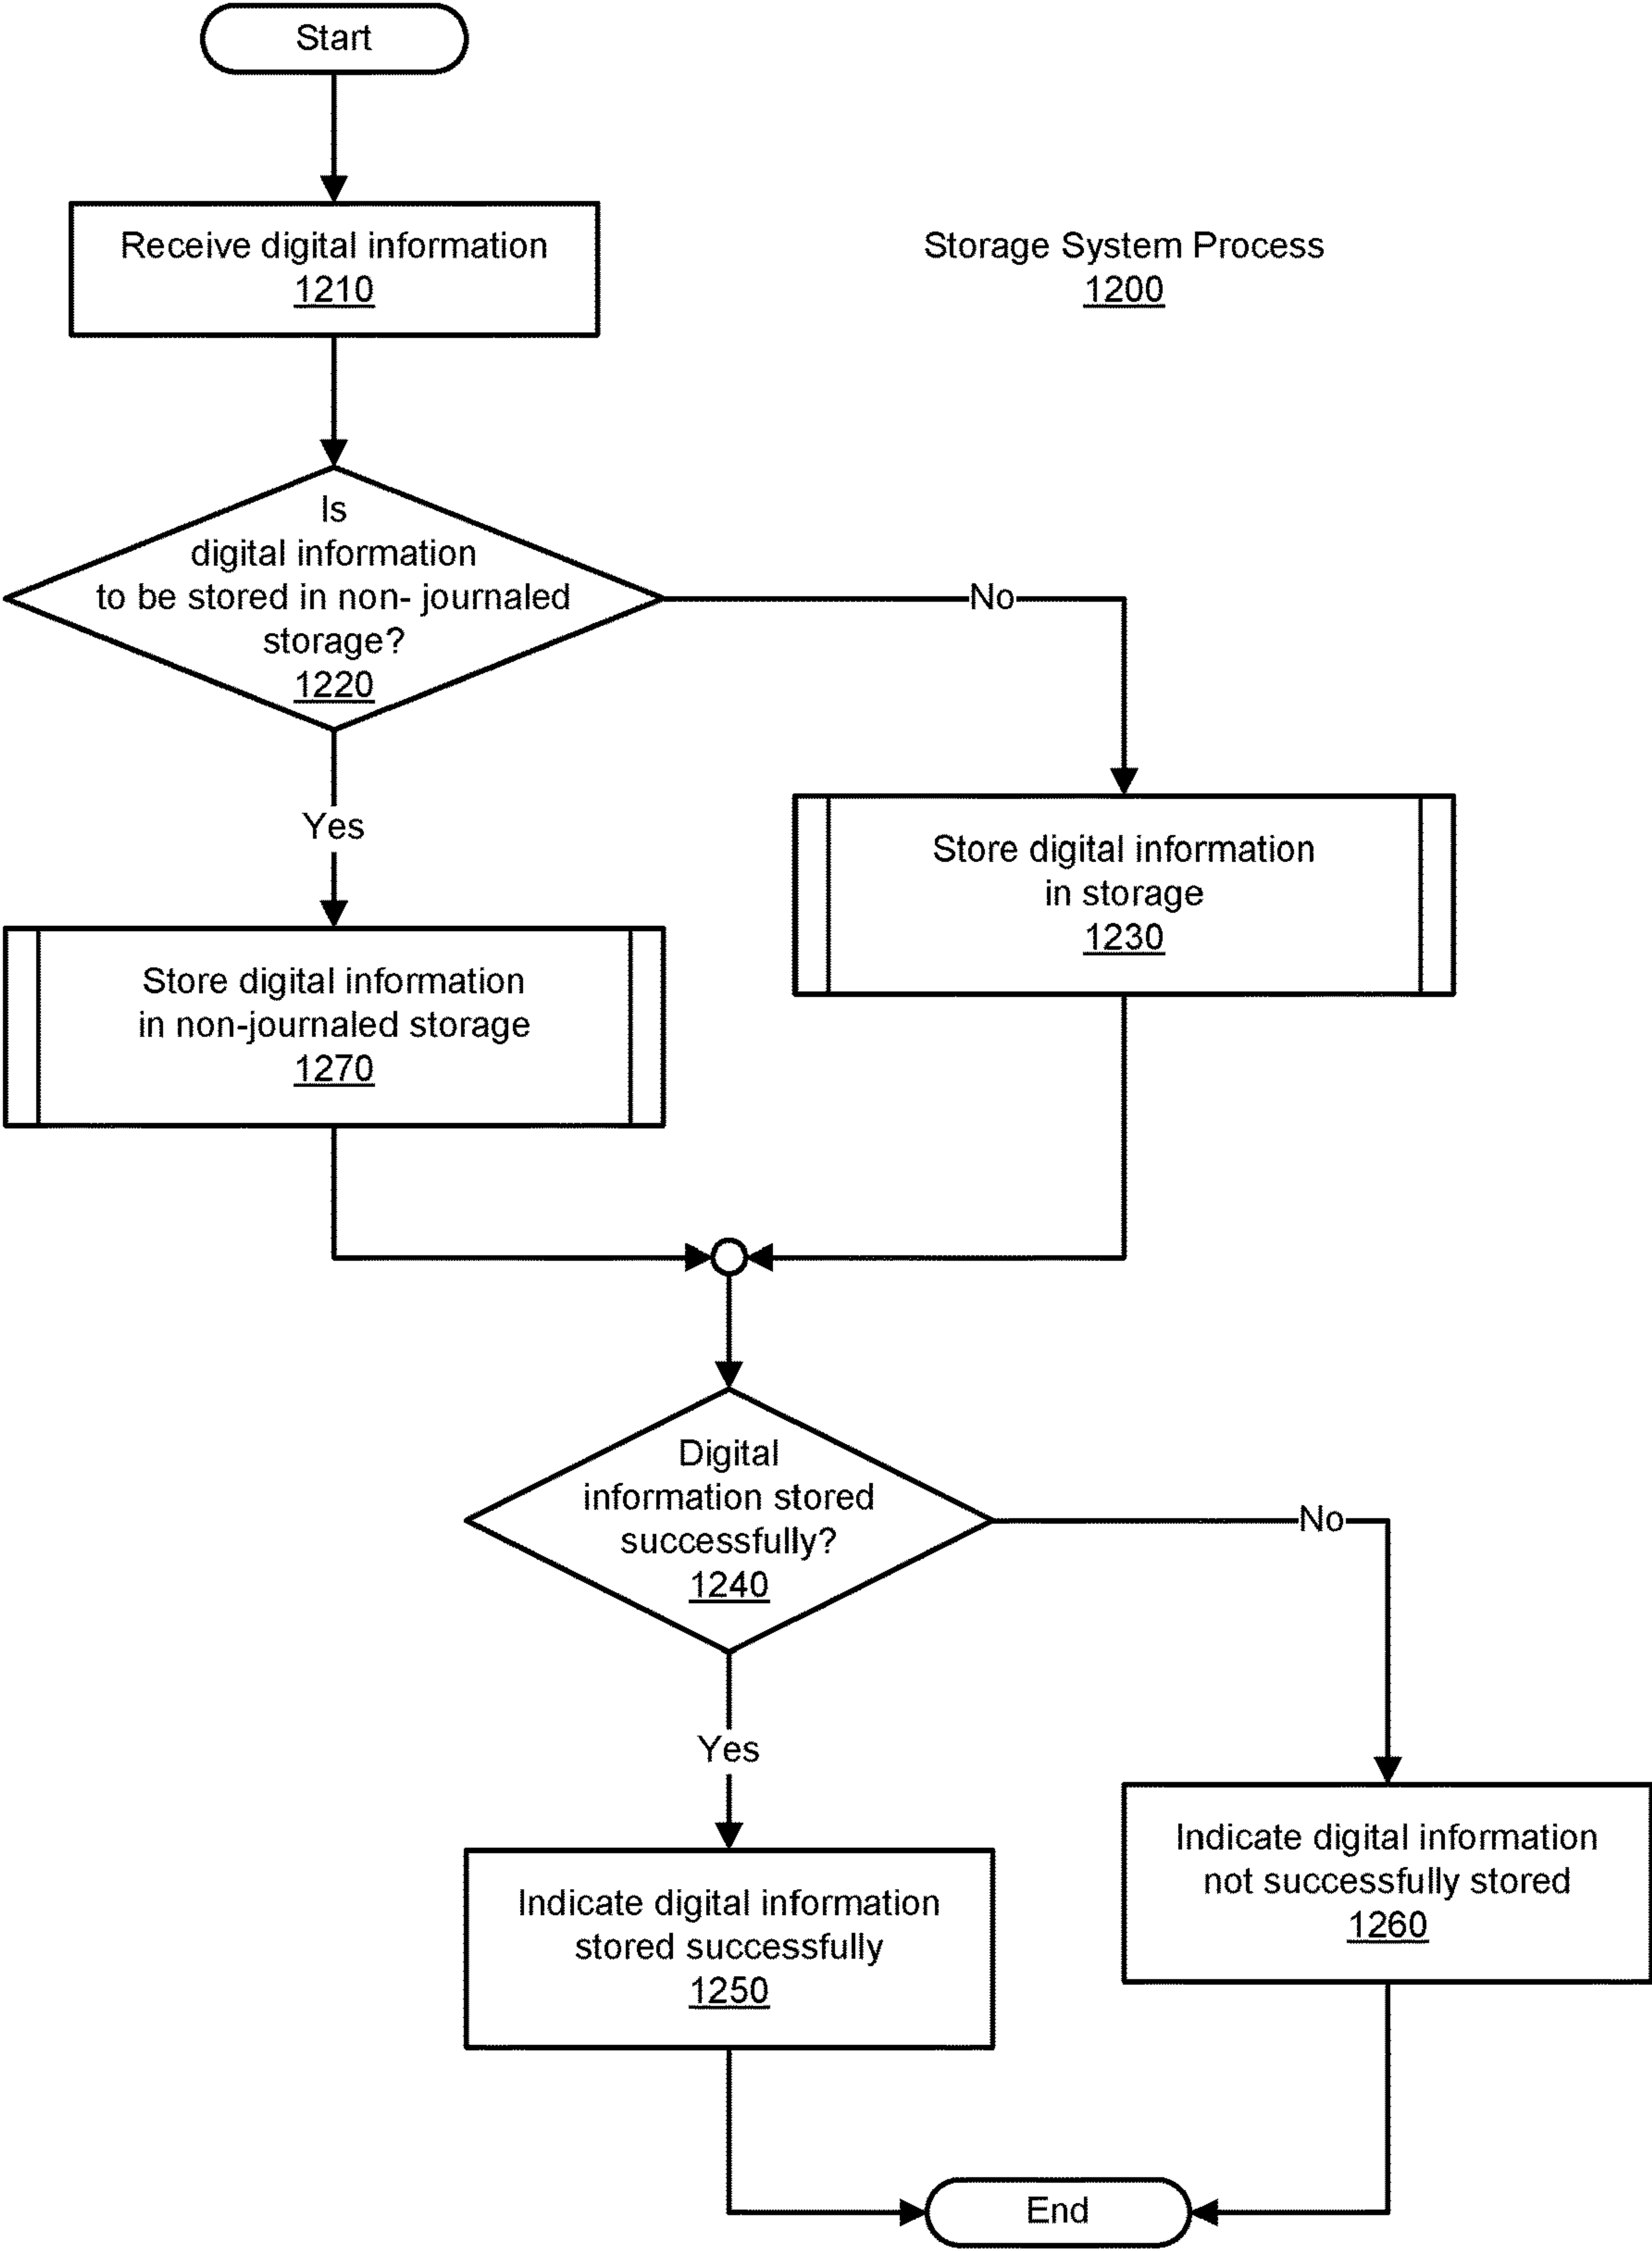 Start
Receive digital information
1210
Storage System Process
1200
Is
digital information
to be stored in non- journaled
storage?
1220
No
Yes
Store digital information
in storage
1230
Store digital information
in non-journaled storage
1270
Digital
information stored
successfully?
1240
No
Yes
Indicate digital information
not successfully stored
1260
Indicate digital information
stored successfully
1250
End